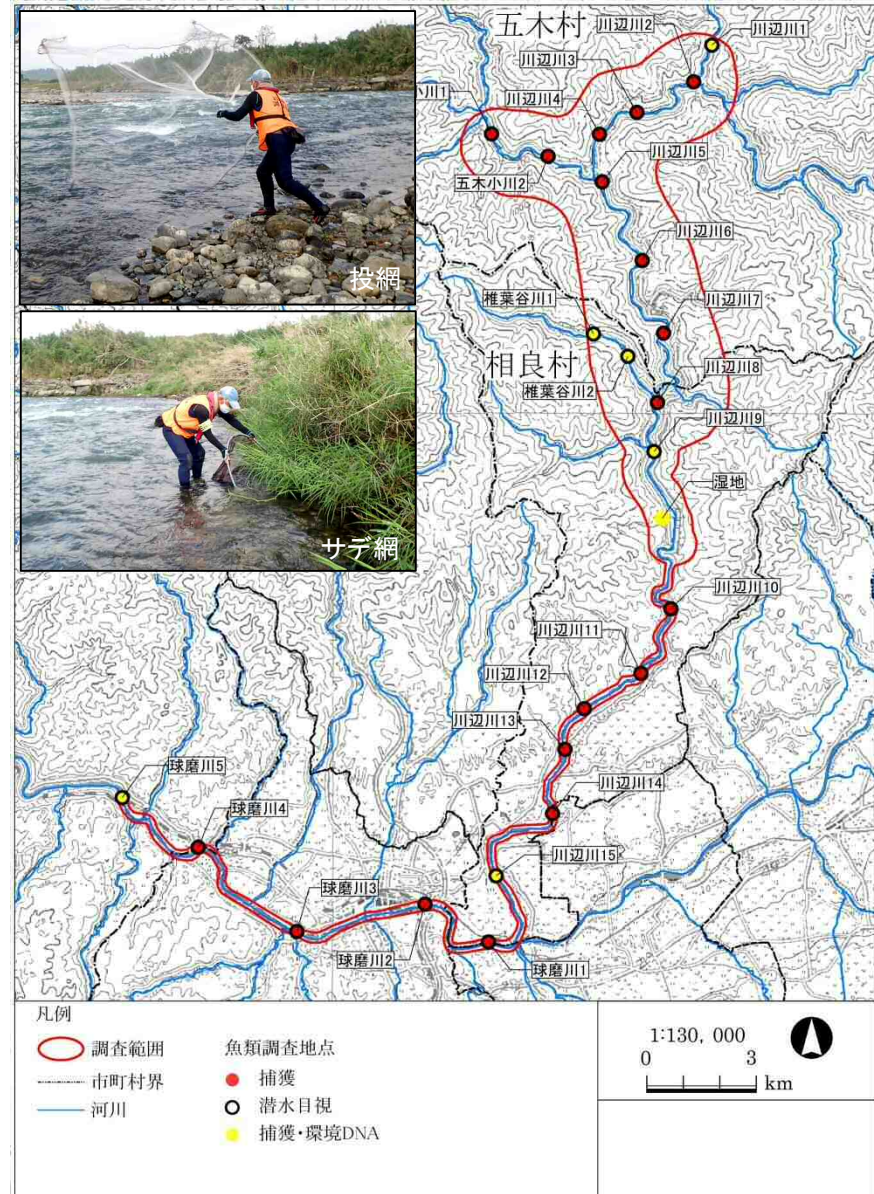 五木村
川辺川2
川辺川1
川辺川3
小川1
川辺川4
川辺川5
五木小川2
投網
川辺川6
椎葉谷川1
川辺川7
相良村
川辺川8
椎葉谷川2
川辺川9
湿地
サデ網
川辺川10
川辺川11
川辺川12
川辺川13
球磨川5
球磨川4
川辺川14
川辺川15
球磨川3
球磨川2
球磨川1
凡例
調査範囲
市町村界
河川
魚類調査地点
捕獲
潜水目視
捕獲・環境DNA
1:130,000
0 3
km